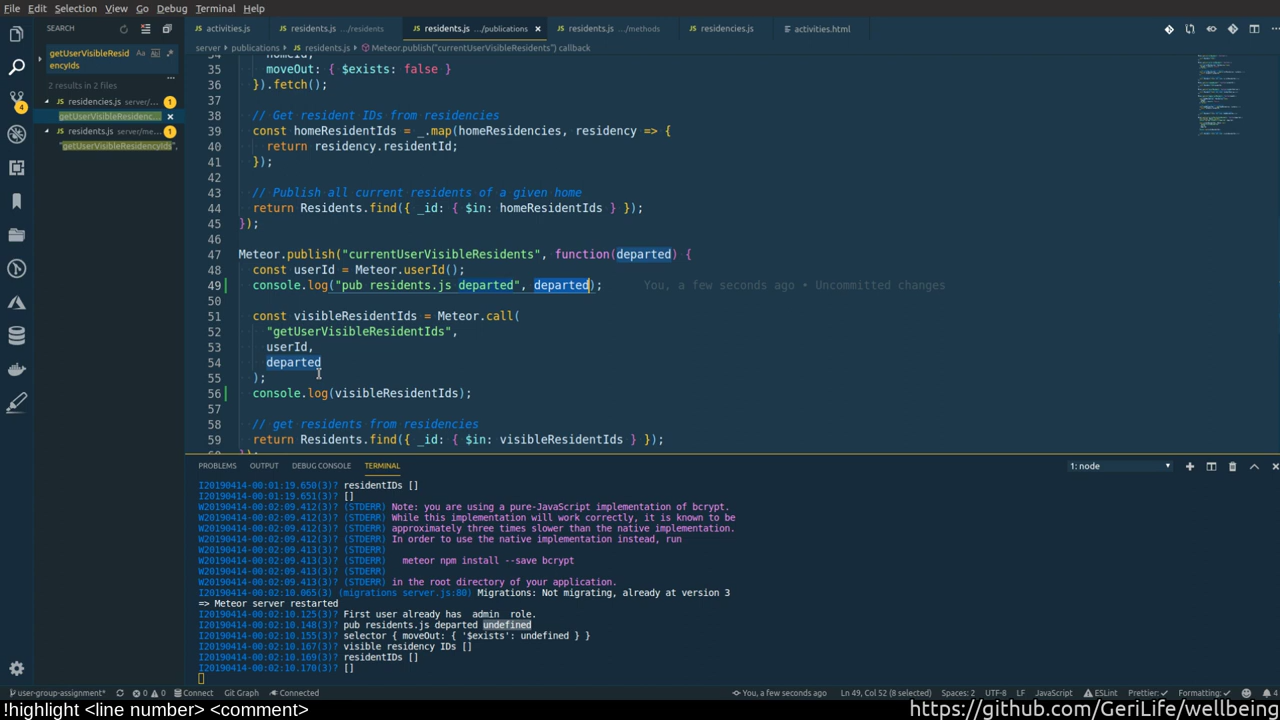 File Edit Selection View Go Debug Terminal Help
SEARCH
getUserVisibleResid
encyIds
2 results in 2 files
residencies.js server/... 1
getUserVisibleResidenc...
residents.js server/me... 1
"getUserVisibleResidencyIds",
activities.js residents.js .../residents residents.js .../publications residents.js .../methods residencies.js activities.html
server › publications › residents.js › Meteor.publish("currentUserVisibleResidents") callback
34 homeId,
35 moveOut: { $exists: false }
36 }).fetch();
37
38 // Get resident IDs from residencies
39 const homeResidentIds = _.map(homeResidencies, residency => {
40 return residency.residentId;
41 });
42
43 // Publish all current residents of a given home
44 return Residents.find({ _id: { $in: homeResidentIds } });
45 });
46
47 Meteor.publish("currentUserVisibleResidents", function(departed) {
48 const userId = Meteor.userId();
49 console.log("pub residents.js departed", departed); You, a few seconds ago • Uncommitted changes
50
51 const visibleResidentIds = Meteor.call(
52 "getUserVisibleResidentIds",
53 userId,
54 departed
55 );
56 console.log(visibleResidentIds);
57
58 // get residents from residencies
59 return Residents.find({ _id: { $in: visibleResidentIds } });
60 });
PROBLEMS OUTPUT DEBUG CONSOLE TERMINAL 1: node
I20190414-00:01:19.650(3)? residentIDs []
I20190414-00:01:19.651(3)? []
W20190414-00:02:09.412(3)? (STDERR) Note: you are using a pure-JavaScript implementation of bcrypt.
W20190414-00:02:09.412(3)? (STDERR) While this implementation will work correctly, it is known to be
W20190414-00:02:09.412(3)? (STDERR) approximately three times slower than the native implementation.
W20190414-00:02:09.413(3)? (STDERR) In order to use the native implementation instead, run
W20190414-00:02:09.413(3)? (STDERR)
W20190414-00:02:09.413(3)? (STDERR) meteor npm install --save bcrypt
W20190414-00:02:09.413(3)? (STDERR)
W20190414-00:02:09.413(3)? (STDERR) in the root directory of your application.
I20190414-00:02:10.065(3) (migrations server.js:80) Migrations: Not migrating, already at version 3
=> Meteor server restarted
I20190414-00:02:10.125(3)? First user already has admin role.
I20190414-00:02:10.148(3)? pub residents.js departed undefined
I20190414-00:02:10.155(3)? selector { moveOut: { '$exists': undefined } }
I20190414-00:02:10.167(3)? visible residency IDs []
I20190414-00:02:10.169(3)? residentIDs []
I20190414-00:02:10.170(3)? []
user-group-assignment* 0 0 Connect Git Graph Connected You, a few seconds ago Ln 49, Col 52 (8 selected) Spaces: 2 UTF-8 LF JavaScript ESLint Prettier: ✓ Formatting: ✓ 4
!highlight <line number> <comment> https://github.com/GeriLife/wellbeing